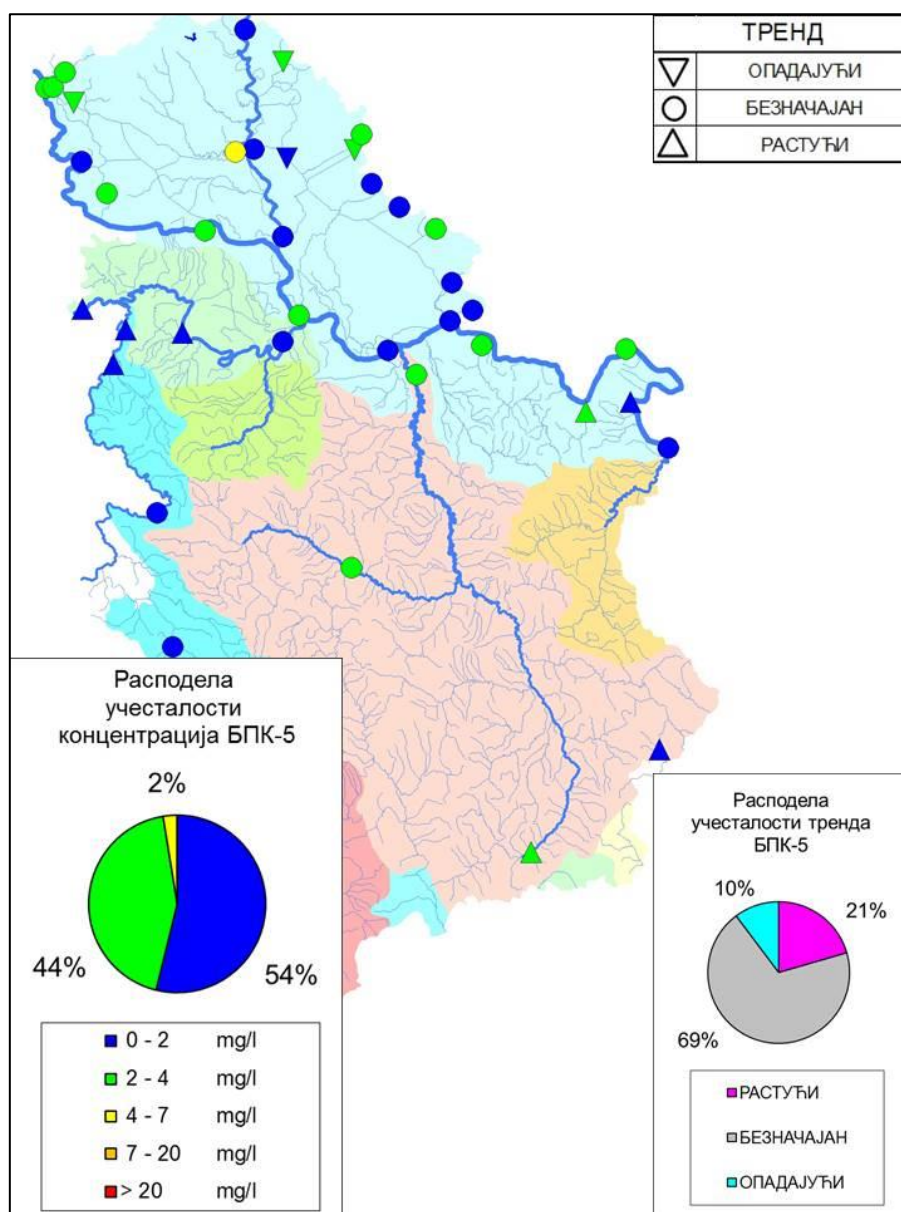 ТРЕНД
ОПАДАЈУЋИ
БЕЗНАЧАЈАН
РАСТУЋИ
Расподела
учесталости
концентрација БПК-5
2%
44%
54%
0 - 2 mg/l
2 - 4 mg/l
4 - 7 mg/l
7 - 20 mg/l
> 20 mg/l
Расподела
учесталости тренда
БПК-5
10%
21%
69%
РАСТУЋИ
БЕЗНАЧАЈАН
ОПАДАЈУЋИ